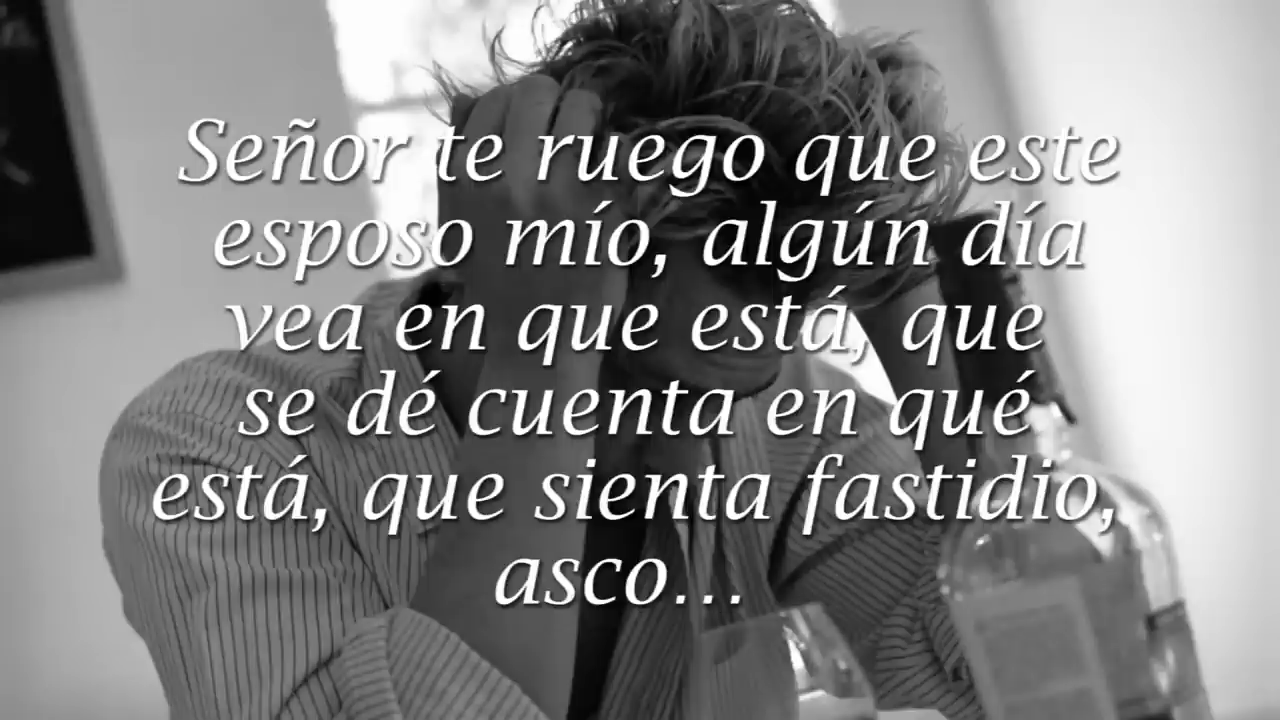 Señor te ruego que este
esposo mío, algún día
vea en que está, que
se dé cuenta en qué
está, que sienta fastidio,
asco...